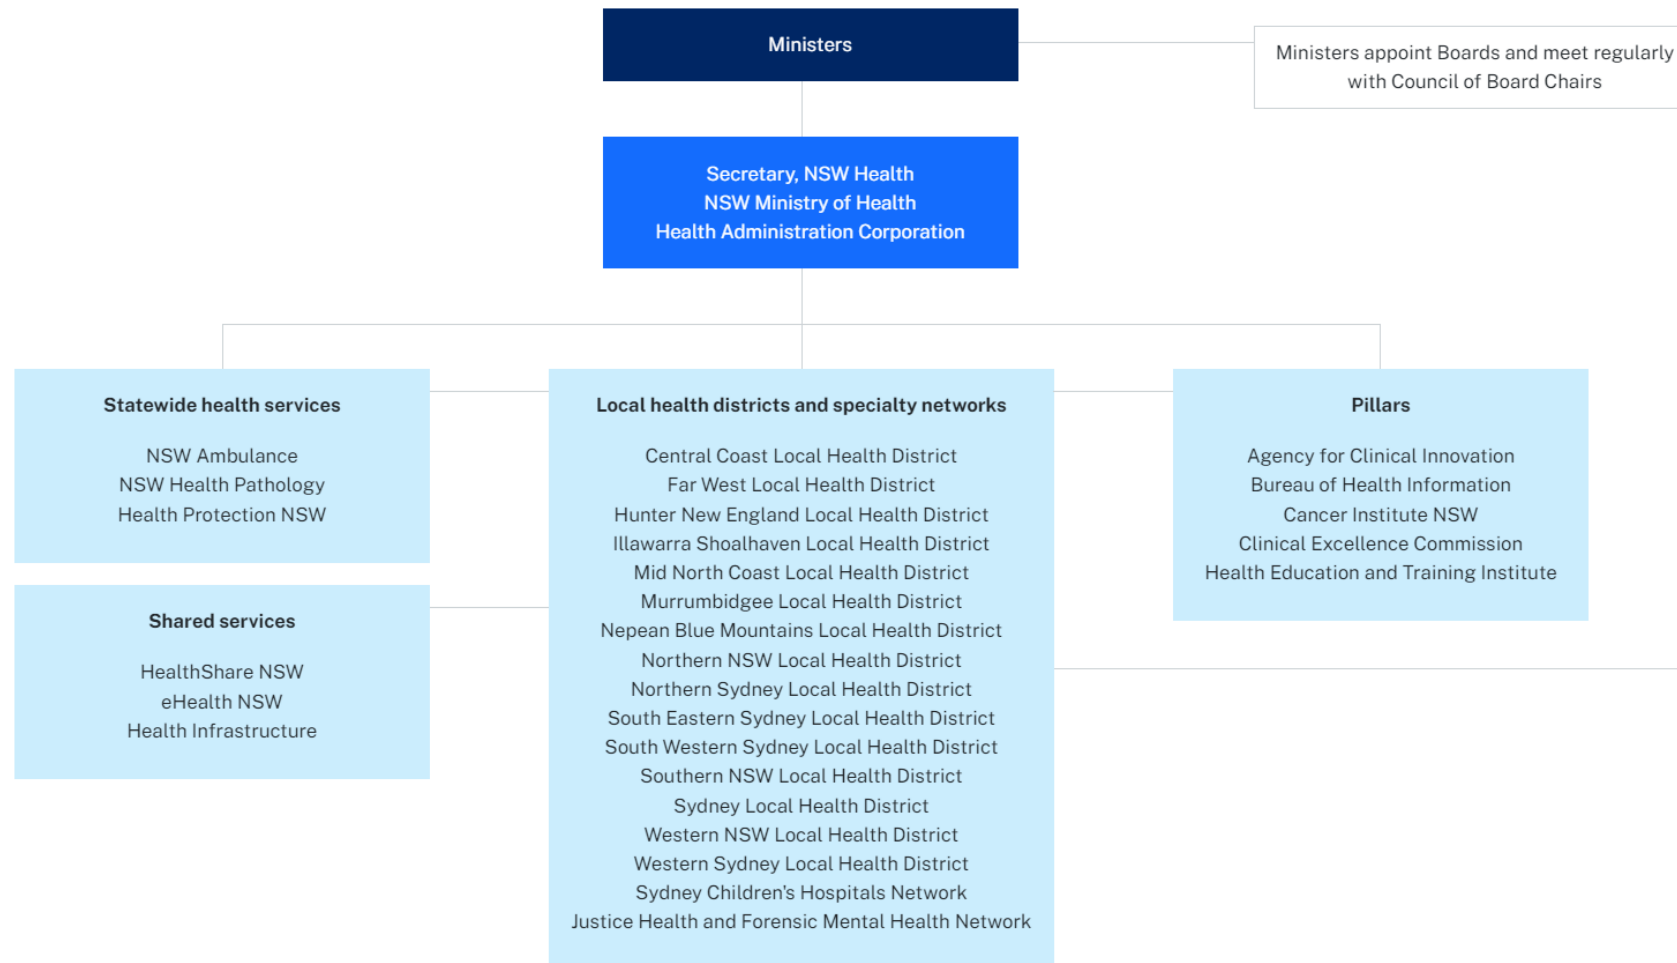 Ministers
Ministers appoint Boards and meet regularly
with Council of Board Chairs
Secretary, NSW Health
NSW Ministry of Health
Health Administration Corporation
Statewide health services
NSW Ambulance
NSW Health Pathology
Health Protection NSW
Shared services
HealthShare NSW
eHealth NSW
Health Infrastructure
Local health districts and specialty networks
Central Coast Local Health District
Far West Local Health District
Hunter New England Local Health District
Illawarra Shoalhaven Local Health District
Mid North Coast Local Health District
Murrumbidgee Local Health District
Nepean Blue Mountains Local Health District
Northern NSW Local Health District
Northern Sydney Local Health District
South Eastern Sydney Local Health District
South Western Sydney Local Health District
Southern NSW Local Health District
Sydney Local Health District
Western NSW Local Health District
Western Sydney Local Health District
Sydney Children's Hospitals Network
Justice Health and Forensic Mental Health Network
Pillars
Agency for Clinical Innovation
Bureau of Health Information
Cancer Institute NSW
Clinical Excellence Commission
Health Education and Training Institute